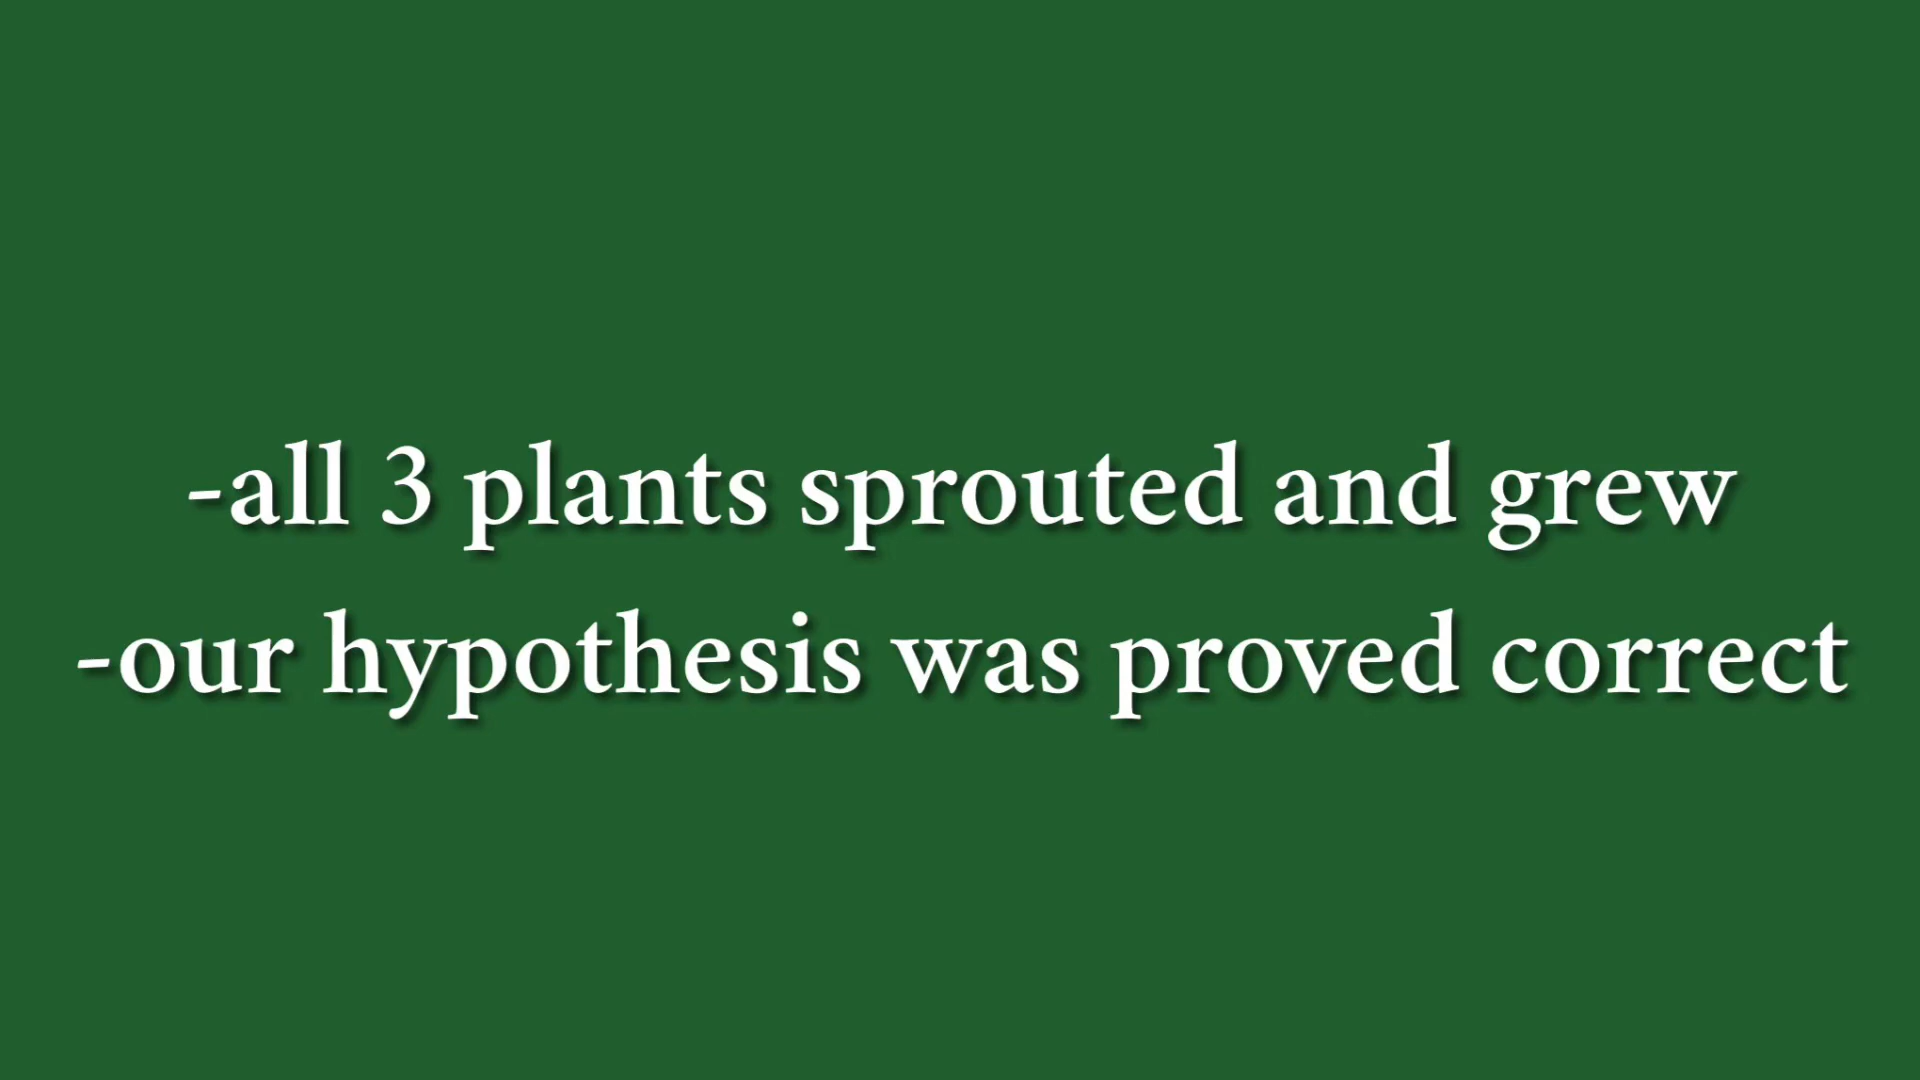 -all 3 plants sprouted and grew
-our hypothesis was proved correct